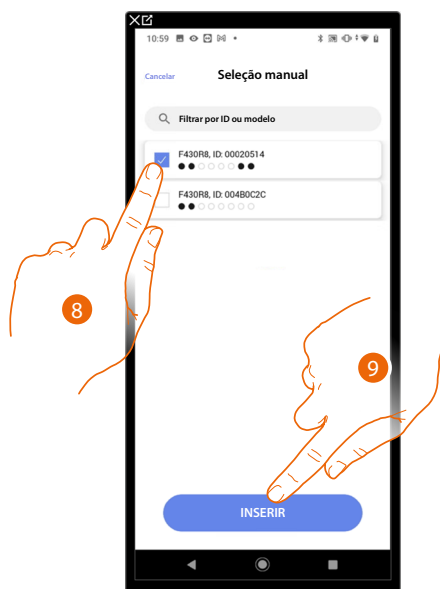 10:59
Cancelar
Seleção manual
Filtrar por ID ou modelo
F430R8, ID: 00020514
F430R8, ID: 004B0C2C
8
9
INSERIR